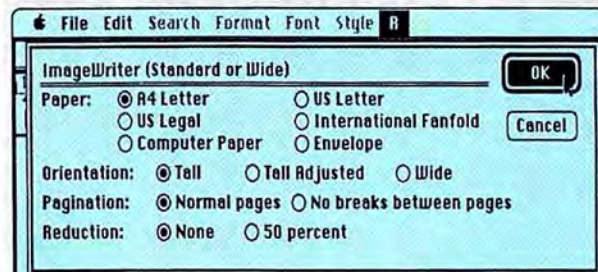 File Edit Search Format Font Style R
ImageWriter (Standard or Wide) OK
Paper: A4 Letter US Letter
US Legal International Fanfold Cancel
Computer Paper Envelope
Orientation: Tall Tall Adjusted Wide
Pagination: Normal pages No breaks between pages
Reduction: None 50 percent